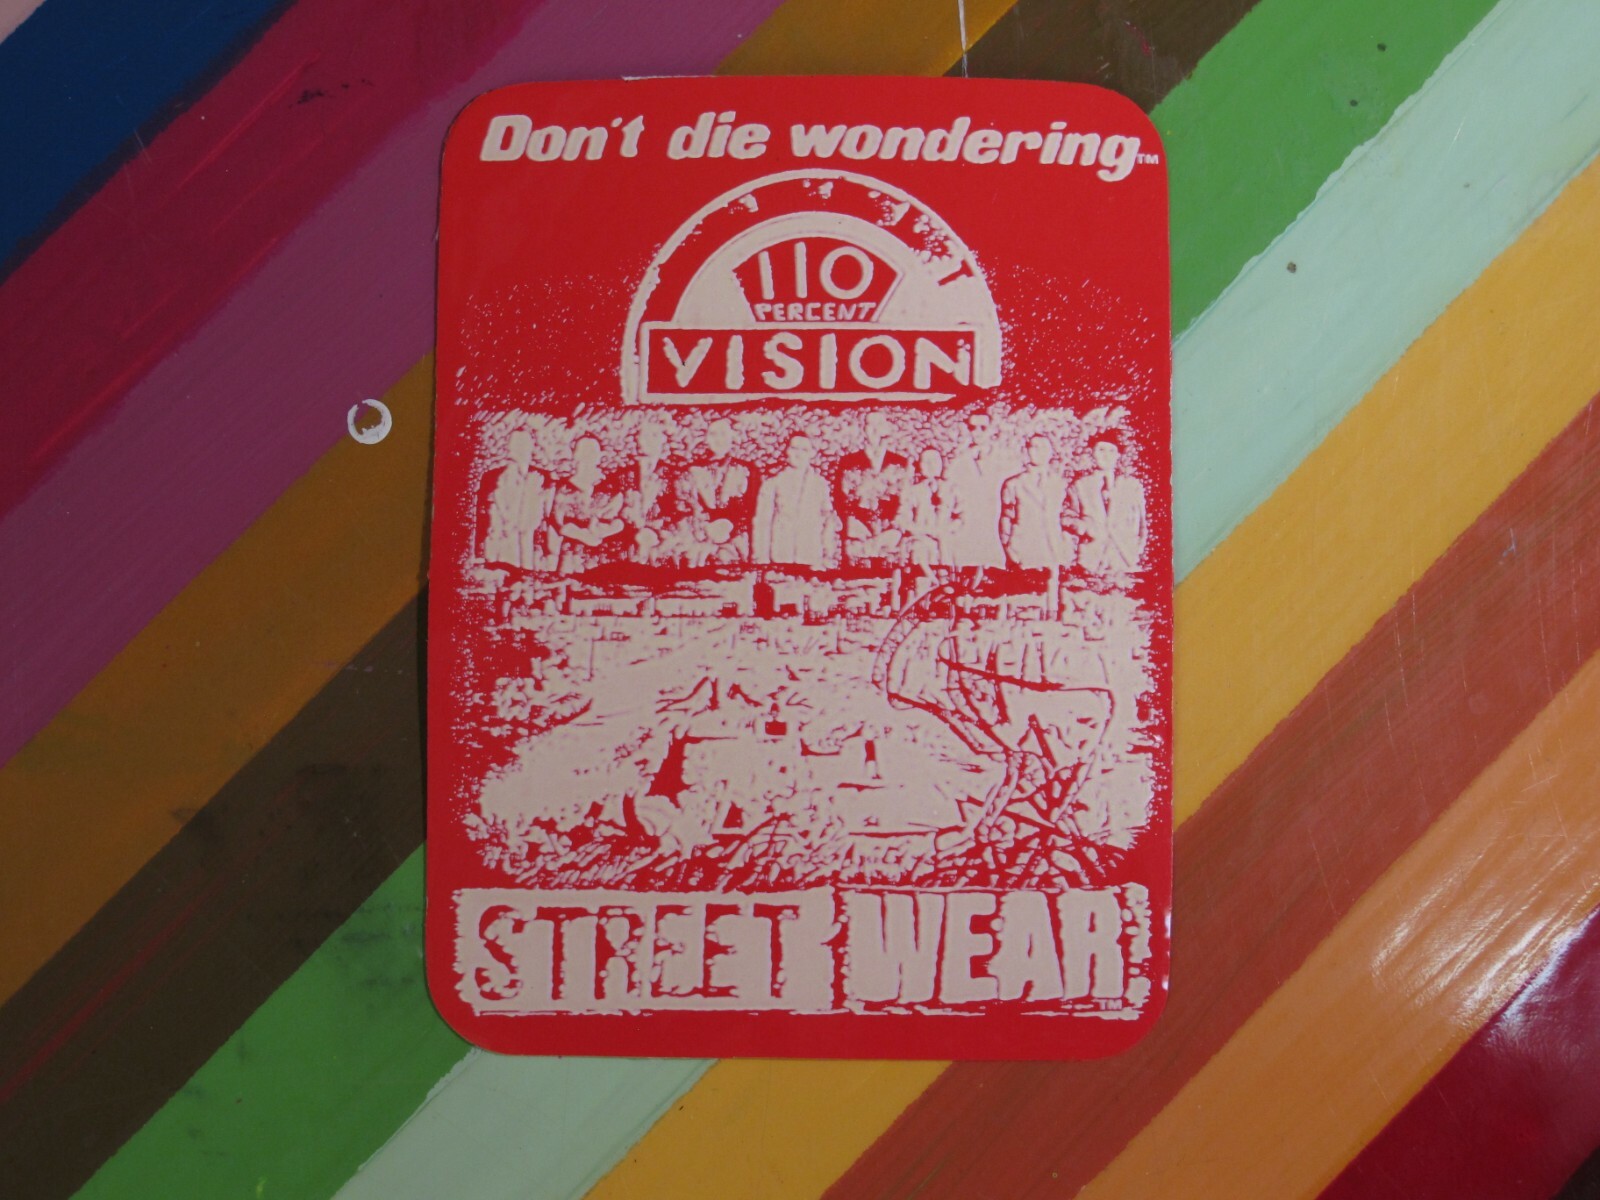 Don't die wondering™
110
PERCENT
VISION
STREET WEAR
™